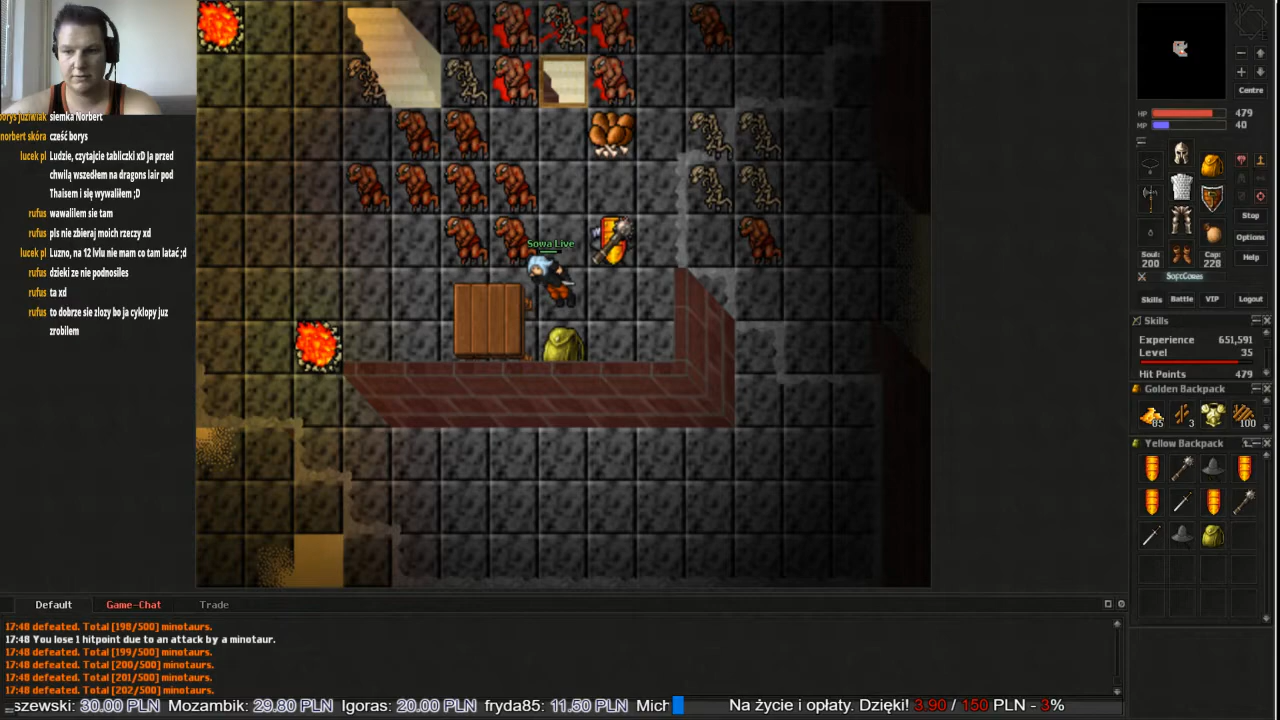 borys juziwiak siemka Norbert
norbert skóra cześć borys
lucek pl Ludzie, czytajcie tabliczki xD Ja przed
chwilą wszedłem na dragons lair pod
Thaisem i się wywaliłem ;D
rufus wawalilem sie tam
rufus pls nie zbieraj moich rzeczy xd
lucek pl Luzno, na 12 lvlu nie mam co tam latać ;d
rufus dzieki ze nie podnosiles
rufus ta xd
rufus to dobrze sie zlozy bo ja cyklopy juz
zrobilem
Sowa Live
Centre
HP 479
MP 40
Stop
Options
Soul: 200
Cap: 228
Help
SoftCores
Skills Battle VIP Logout
Skills
Experience 651,591
Level 35
Hit Points 479
Golden Backpack
85 3 100
Yellow Backpack
Default Game-Chat Trade
17:48 defeated. Total [198/500] minotaurs.
17:48 You lose 1 hitpoint due to an attack by a minotaur.
17:48 defeated. Total [199/500] minotaurs.
17:48 defeated. Total [200/500] minotaurs.
17:48 defeated. Total [201/500] minotaurs.
17:48 defeated. Total [202/500] minotaurs.
szewski: 30.00 PLN Mozambik: 29.80 PLN Igoras: 20.00 PLN fryda85: 11.50 PLN Mich Na życie i opłaty. Dzięki! 3.90 / 150 PLN - 3%